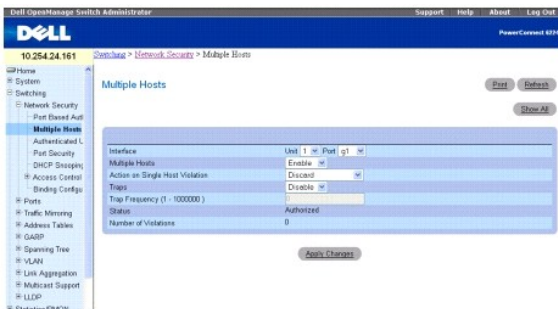 Dell OpenManage Switch Administrator
Support Help About Log Out
DELL
PowerConnect 6224
10.254.24.161
Switching > Network Security > Multiple Hosts
Home
System
Switching
Network Security
Port Based Auth
Multiple Hosts
Authenticated U
Port Security
DHCP Snooping
Access Control
Binding Configu
Ports
Traffic Mirroring
Address Tables
GARP
Spanning Tree
VLAN
Link Aggregation
Multicast Support
LLDP
Statistics/RMON
Multiple Hosts
Print Refresh
Show All
Interface Unit 1 Port g1
Multiple Hosts Enable
Action on Single Host Violation Discard
Traps Disable
Trap Frequency (1 - 1000000 ) 0
Status Authorized
Number of Violations 0
Apply Changes